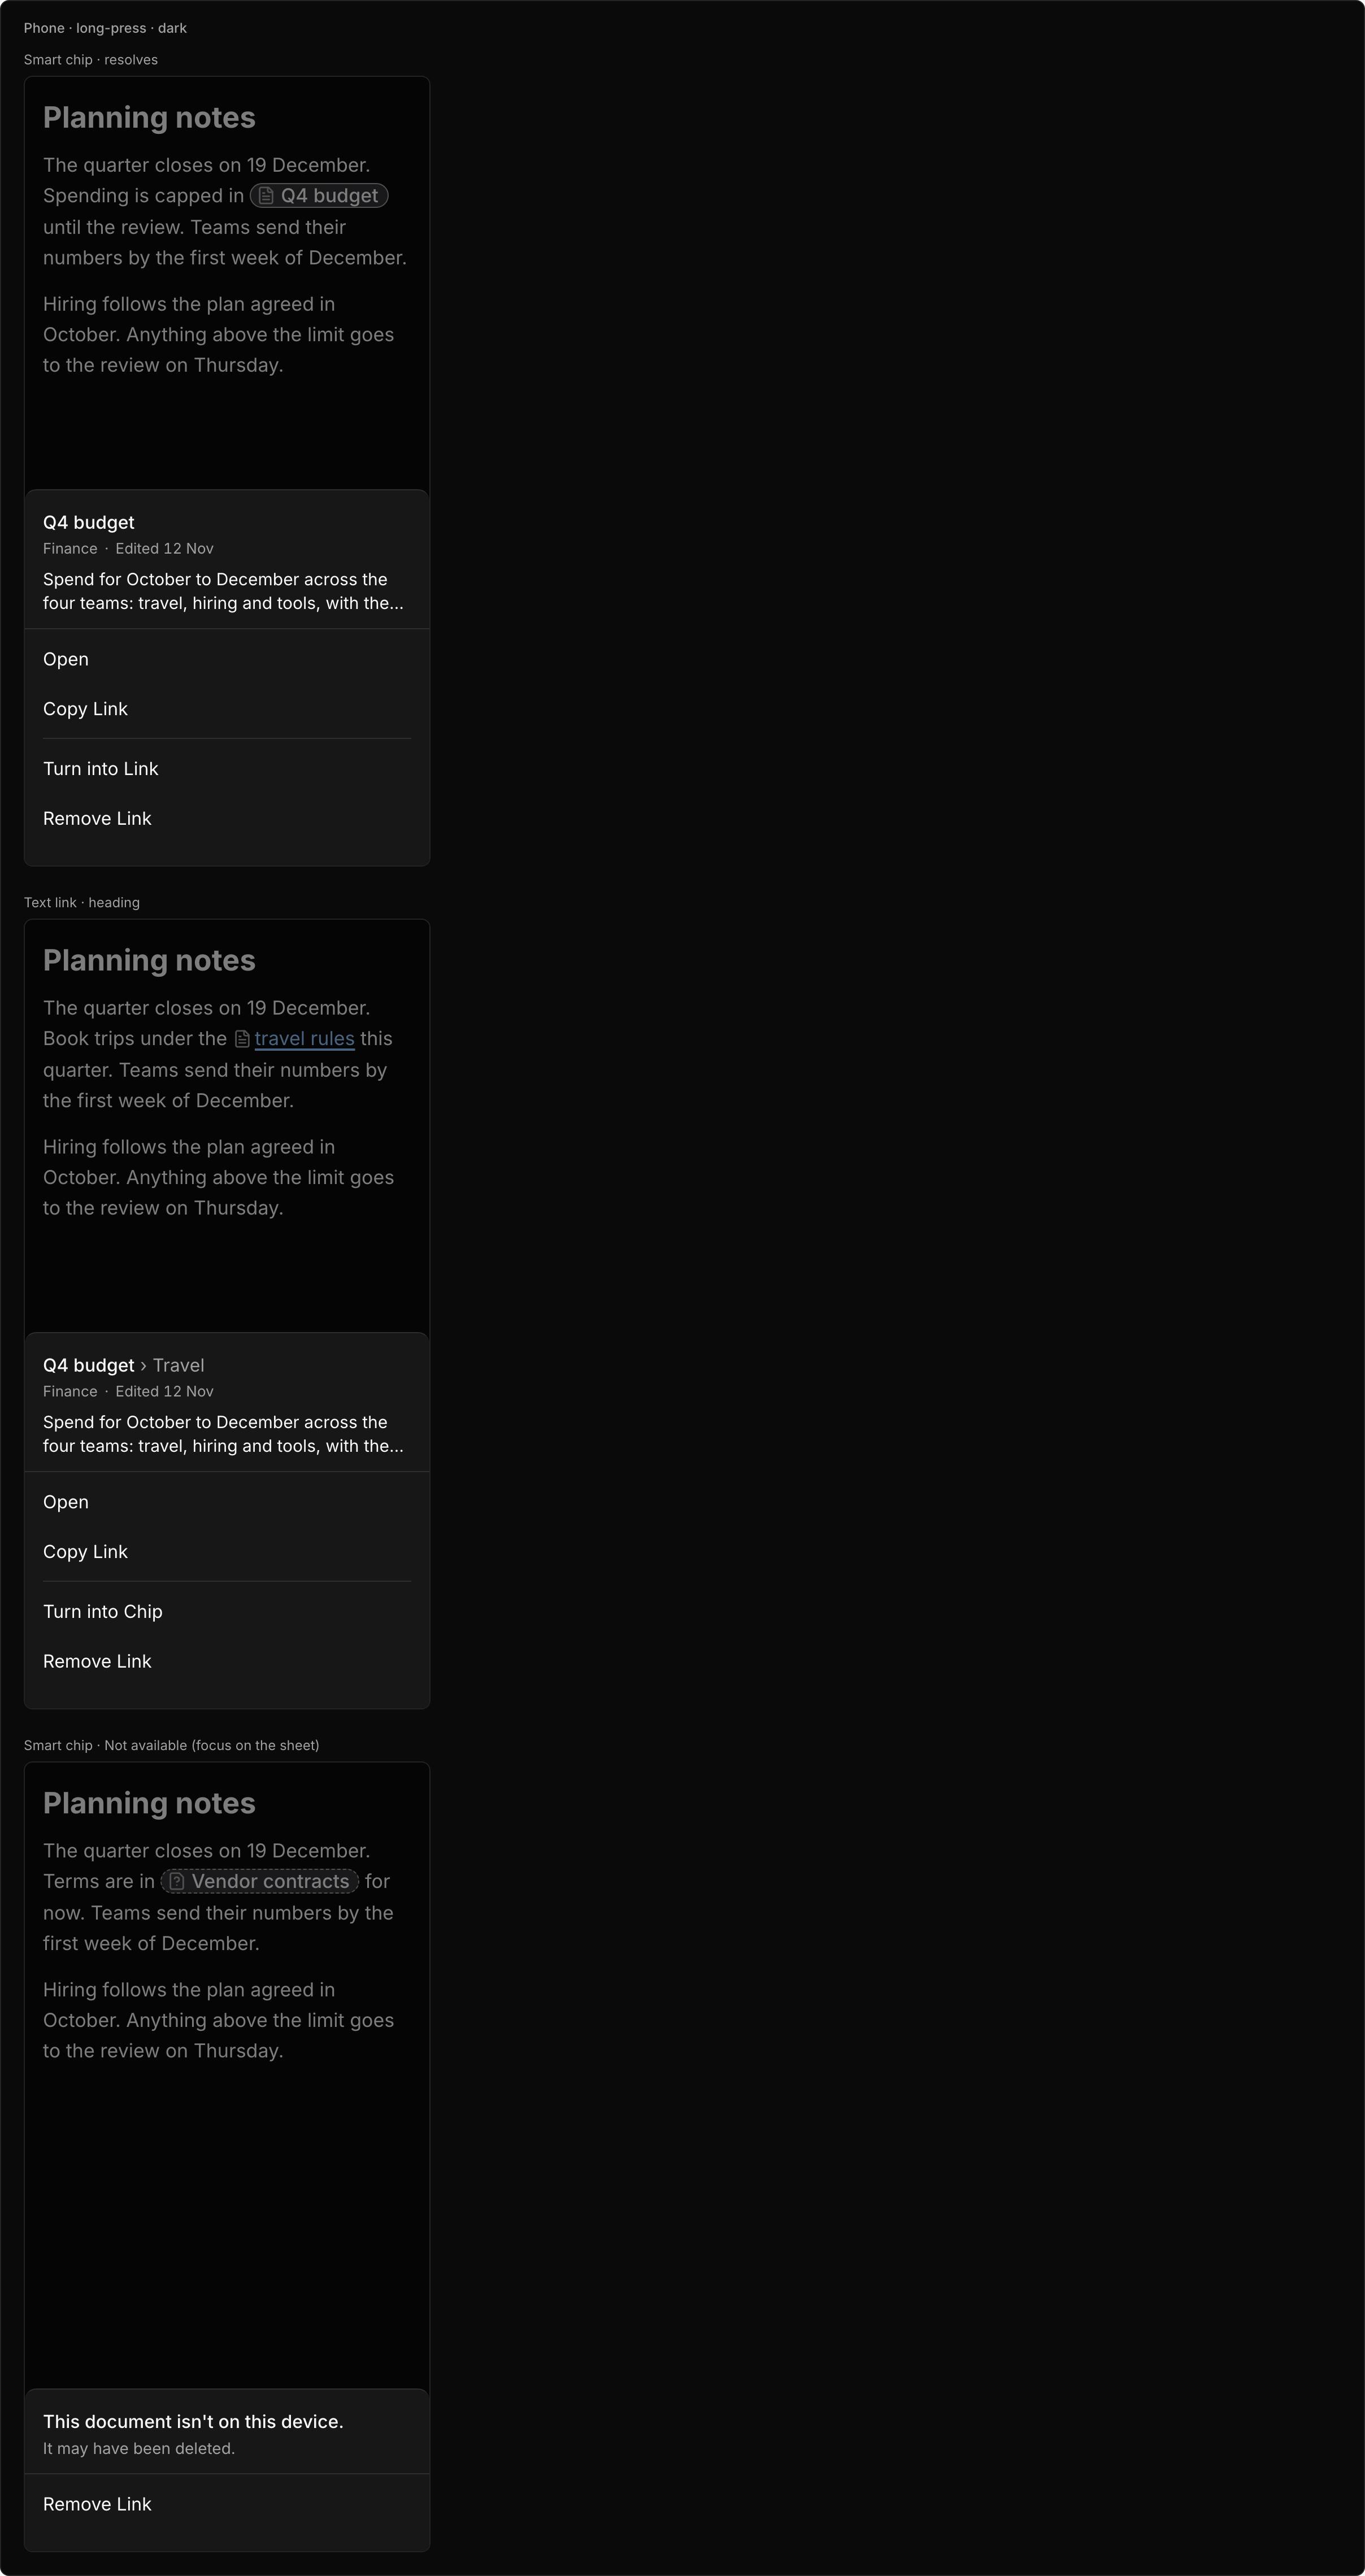 Phone · long-press · dark
Smart chip · resolves
Planning notes
The quarter closes on 19 December.
Spending is capped in Q4 budget
until the review. Teams send their
numbers by the first week of December.
Hiring follows the plan agreed in
October. Anything above the limit goes
to the review on Thursday.
Q4 budget
Finance · Edited 12 Nov
Spend for October to December across the
four teams: travel, hiring and tools, with the...
Open
Copy Link
Turn into Link
Remove Link
Text link · heading
Planning notes
The quarter closes on 19 December.
Book trips under the travel rules this
quarter. Teams send their numbers by
the first week of December.
Hiring follows the plan agreed in
October. Anything above the limit goes
to the review on Thursday.
Q4 budget › Travel
Finance · Edited 12 Nov
Spend for October to December across the
four teams: travel, hiring and tools, with the...
Open
Copy Link
Turn into Chip
Remove Link
Smart chip · Not available (focus on the sheet)
Planning notes
The quarter closes on 19 December.
Terms are in Vendor contracts for
now. Teams send their numbers by the
first week of December.
Hiring follows the plan agreed in
October. Anything above the limit goes
to the review on Thursday.
This document isn't on this device.
It may have been deleted.
Remove Link